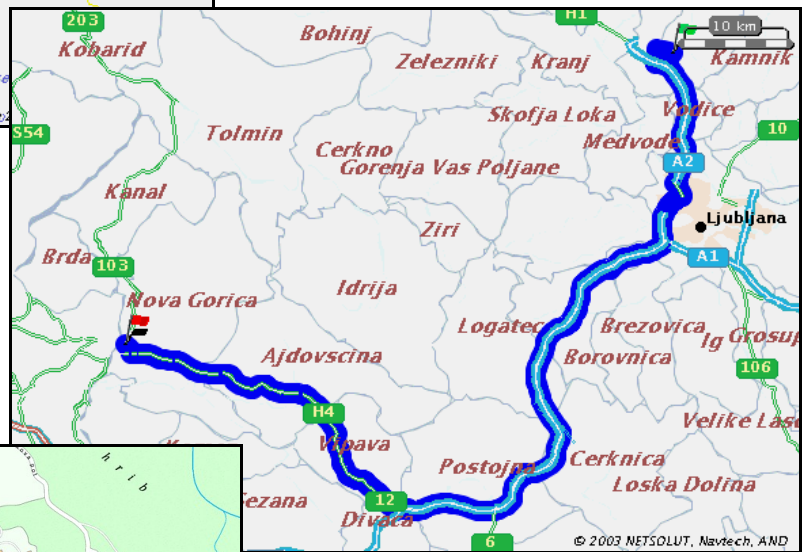 203
H1
10 km
Bohinj
Kobarid
Zelezniki
Kranj
Kamnik
Skofja Loka
Vodice
S54
Tolmin
10
Medvode
Cerkno
Gorenja Vas Poljane
A2
Kanal
Ljubljana
Ziri
Brda
103
A1
Idrija
Nova Gorica
Logatec
Brezovica
Ig
Grosup
Ajdovscina
Borovnica
106
H4
Velike Las
Vipava
Postojna
Cerknica
hrib
Loska Dolina
ezana
12
Divaca
6
© 2003 NETSOLUT, Navtech, AND